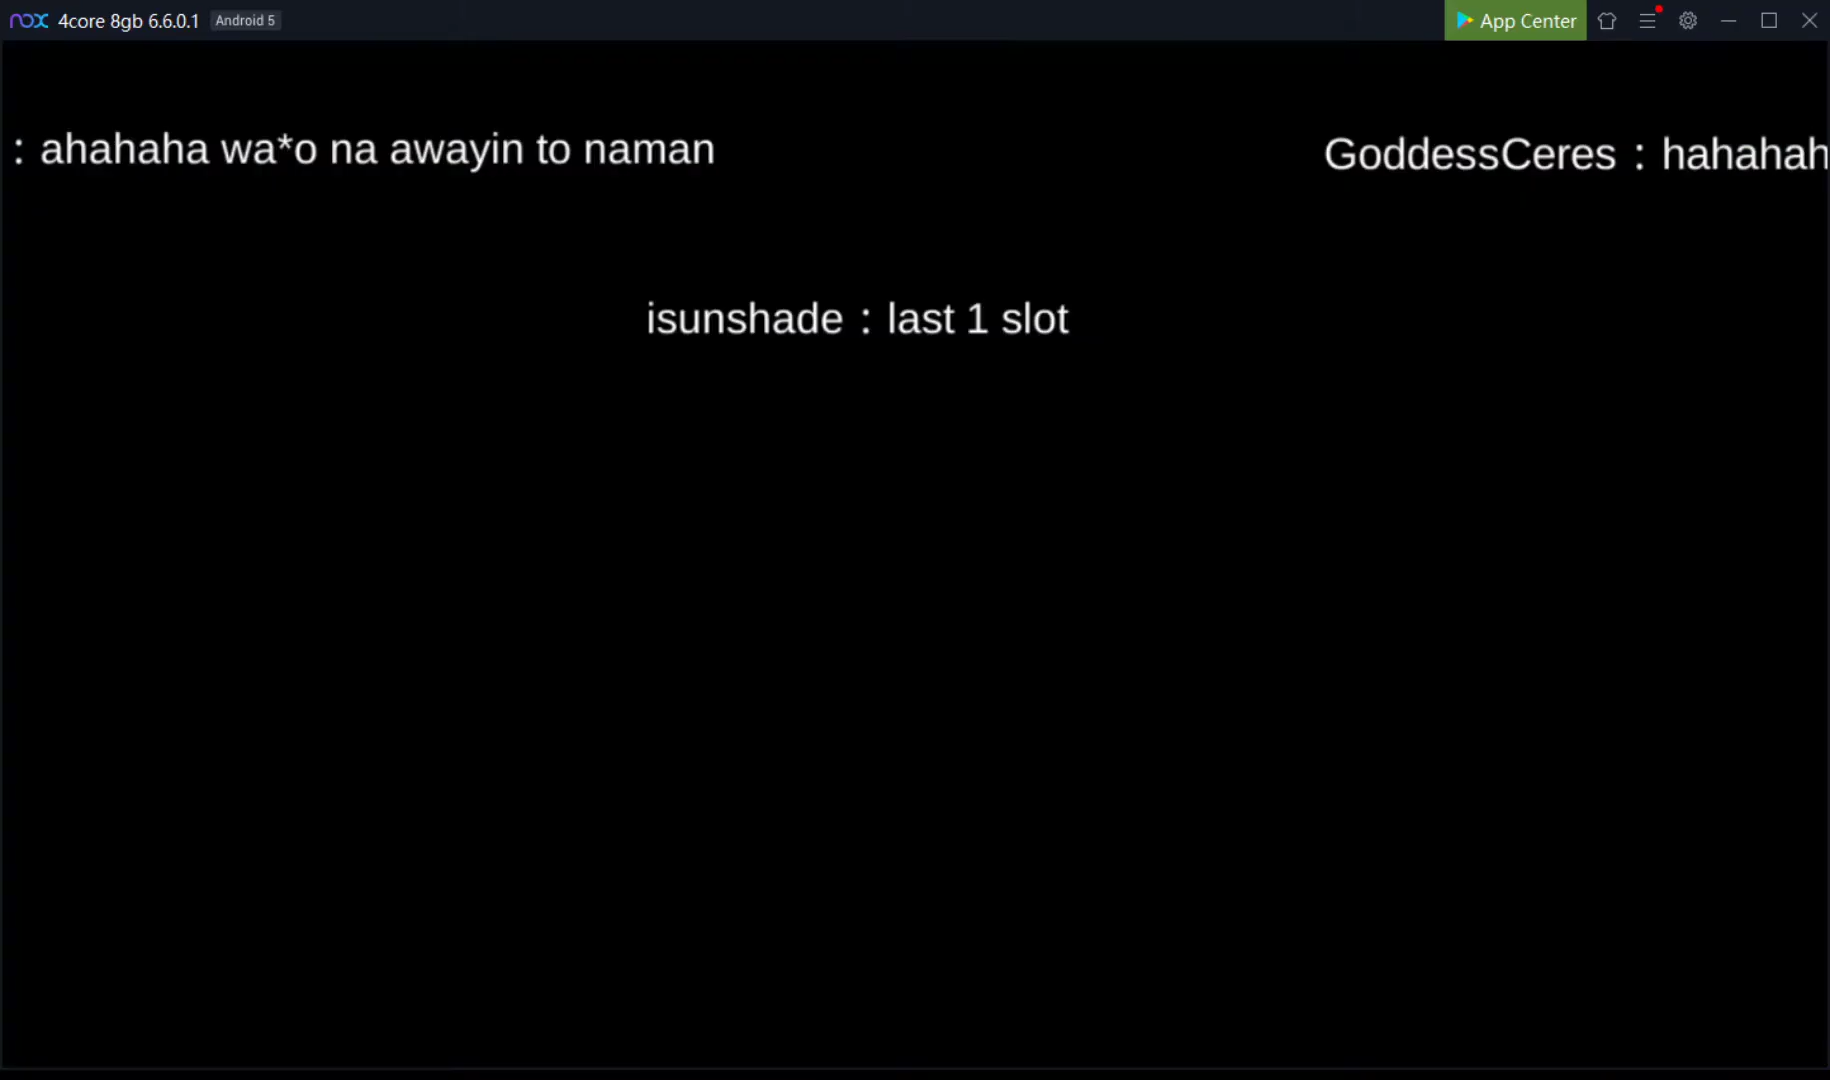 nox 4core 8gb 6.6.0.1 Android 5 App Center
: ahahaha wa*o na awayin to naman
GoddessCeres : hahahah
isunshade : last 1 slot